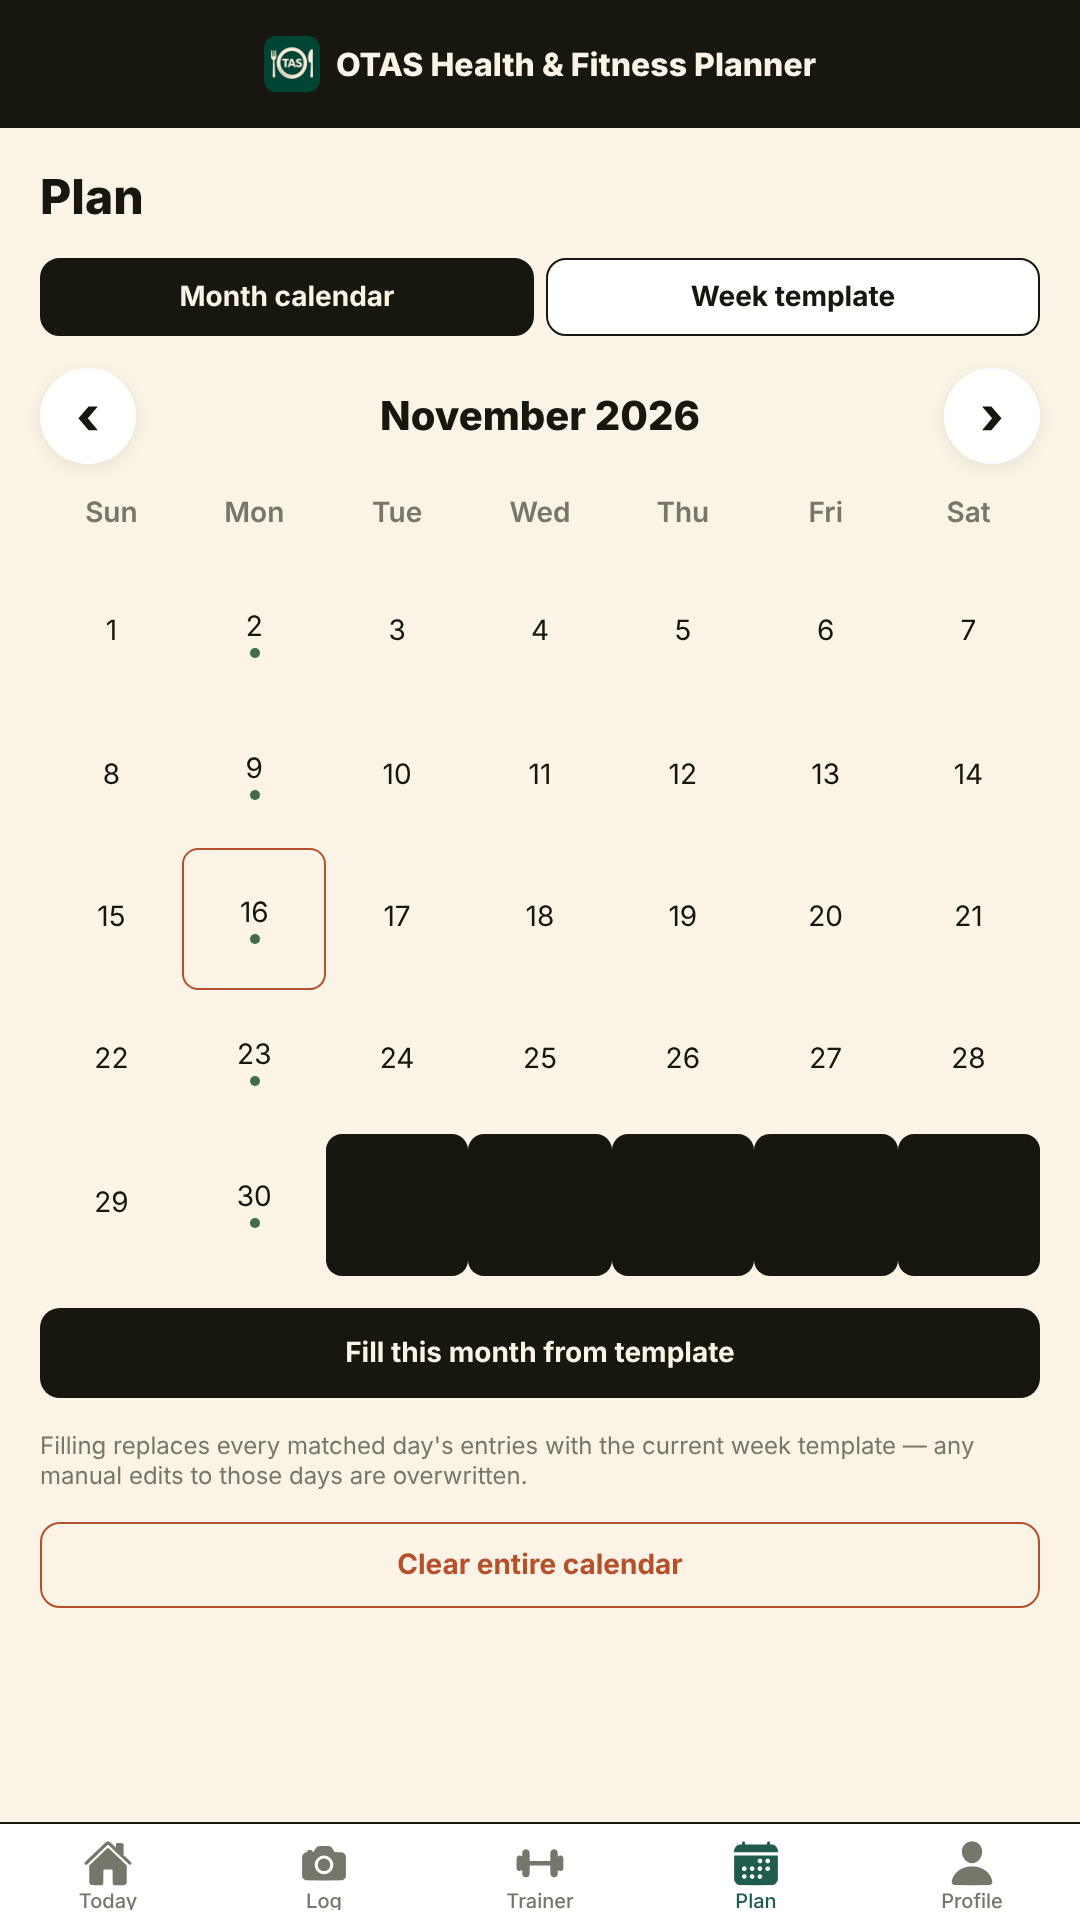 TAS
OTAS Health & Fitness Planner
Plan
Month calendar
Week template
‹
November 2026
›
Sun Mon Tue Wed Thu Fri Sat
1 2 3 4 5 6 7
8 9 10 11 12 13 14
15 16 17 18 19 20 21
22 23 24 25 26 27 28
29 30
Fill this month from template
Filling replaces every matched day's entries with the current week template — any
manual edits to those days are overwritten.
Clear entire calendar
Today Log Trainer Plan Profile